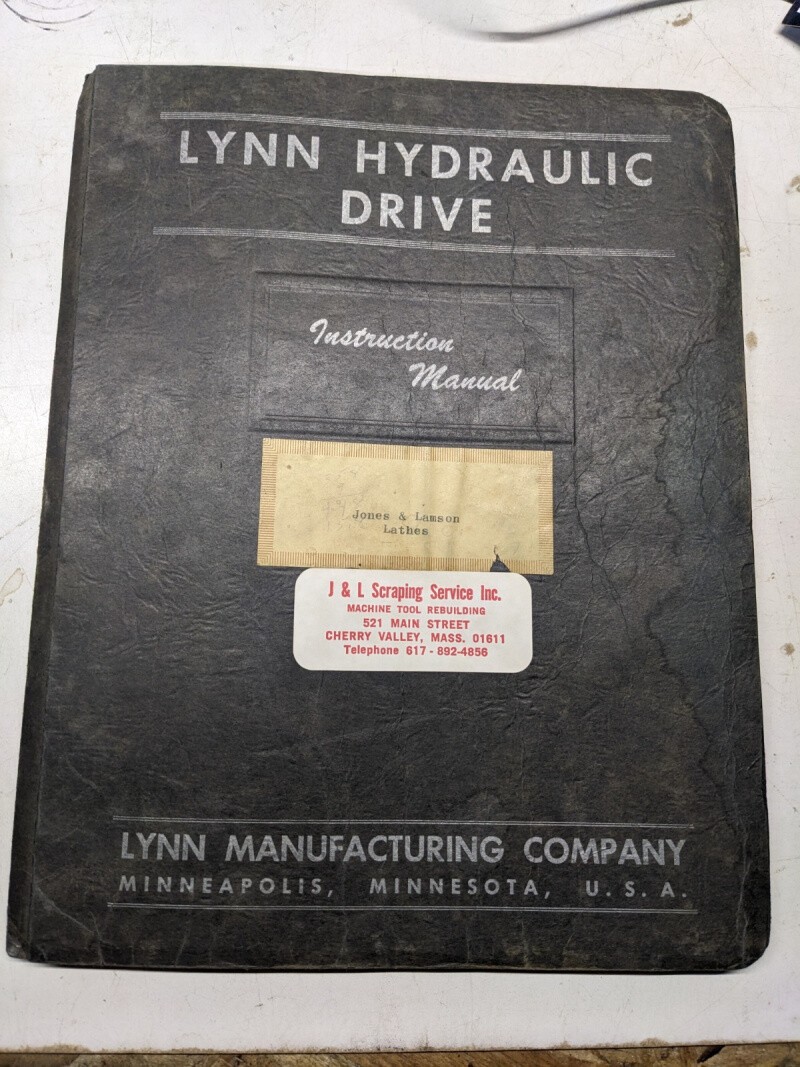 LYNN HYDRAULIC
DRIVE
Instruction
Manual
Jones & Lamson
Lathes
J & L Scraping Service Inc.
MACHINE TOOL REBUILDING
521 MAIN STREET
CHERRY VALLEY, MASS. 01611
Telephone 617 - 892-4856
LYNN MANUFACTURING COMPANY
MINNEAPOLIS, MINNESOTA, U. S. A.